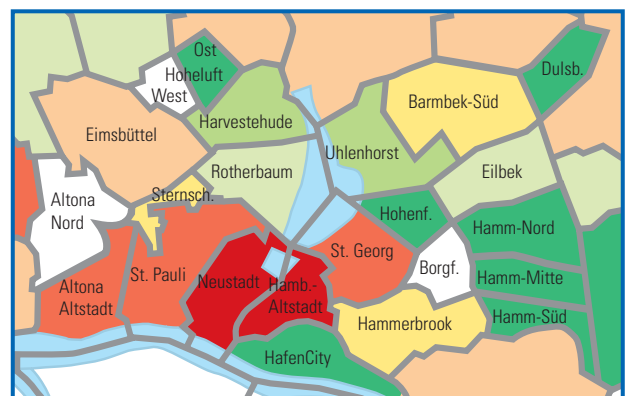 Ost
Hoheluft
West
Dulsb.
Barmbek-Süd
Harvestehude
Eimsbüttel
Uhlenhorst
Rotherbaum
Eilbek
Sternsch.
Altona
Nord
Hohenf.
Hamm-Nord
St. Georg
Borgf.
St. Pauli
Neustadt
Hamm-Mitte
Altona
Altstadt
Hamb.-
Altstadt
Hammerbrook
Hamm-Süd
HafenCity